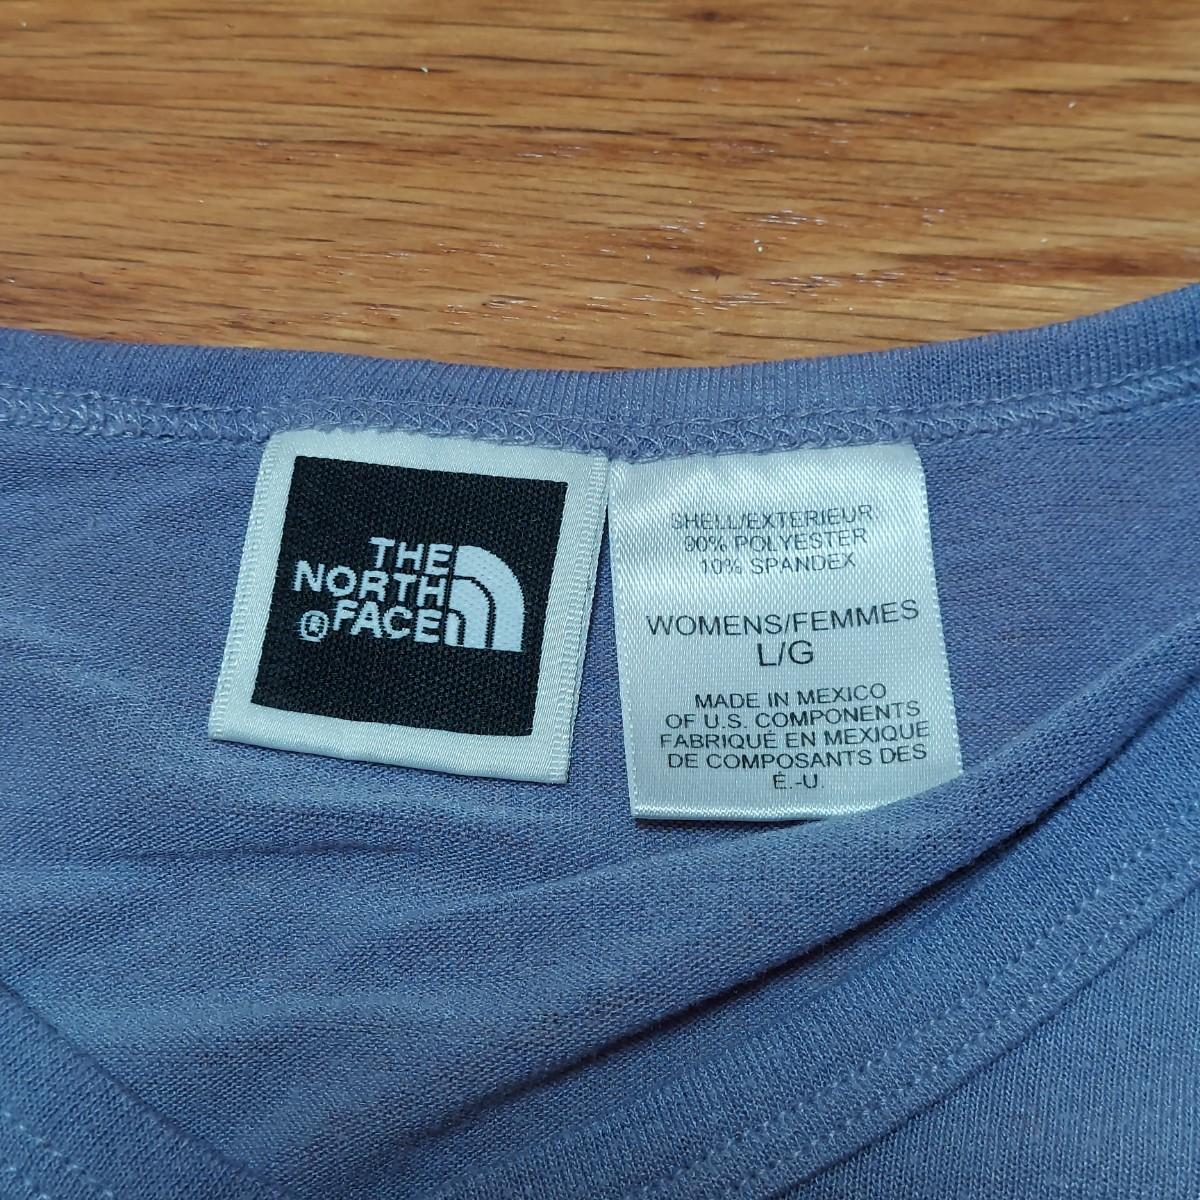 THE
NORTH
® FACE
SHELL/EXTERIEUR
90% POLYESTER
10% SPANDEX
WOMENS/FEMMES
L/G
MADE IN MEXICO
OF U.S. COMPONENTS
FABRIQUÉ EN MEXIQUE
DE COMPOSANTS DES
É.-U.